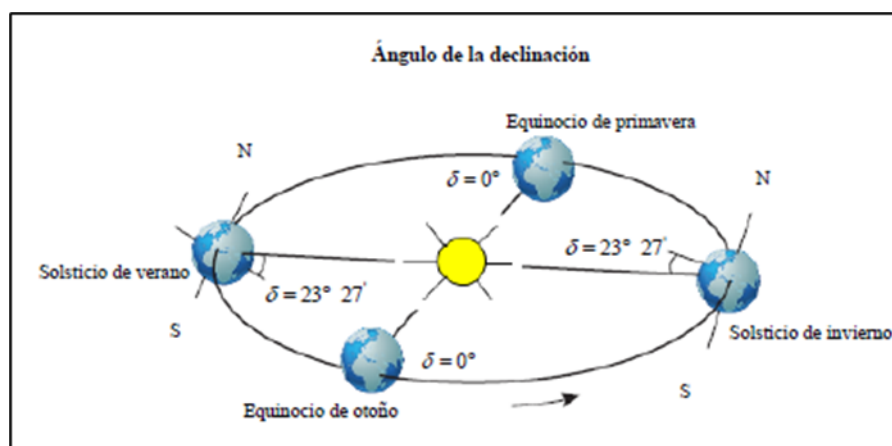 Ángulo de la declinación
Equinocio de primavera
N
δ = 0°
N
δ = 23° 27'
Solsticio de verano
δ = 23° 27'
S
δ = 0°
Solsticio de invierno
S
Equinocio de otoño